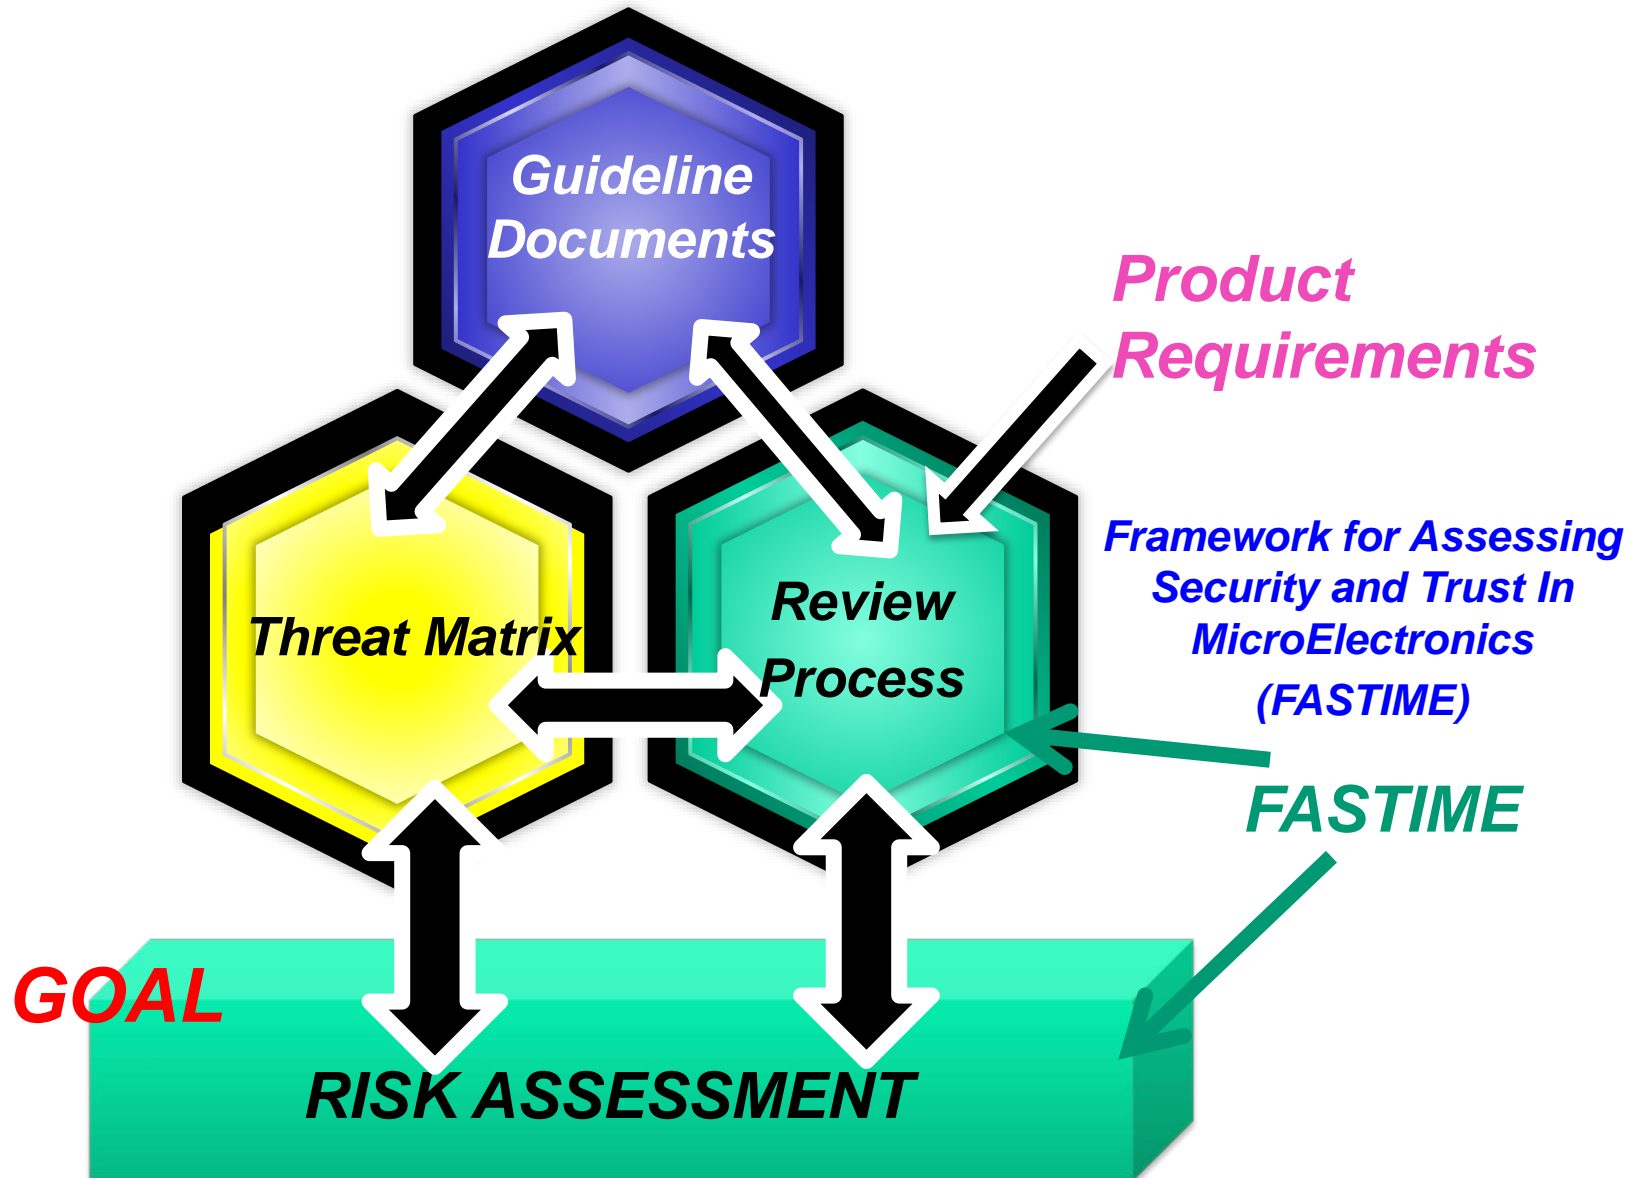 Guideline
Documents
Product
Requirements
Framework for Assessing
Security and Trust In
MicroElectronics
(FASTIME)
Threat Matrix
Review
Process
FASTIME
GOAL
RISK ASSESSMENT